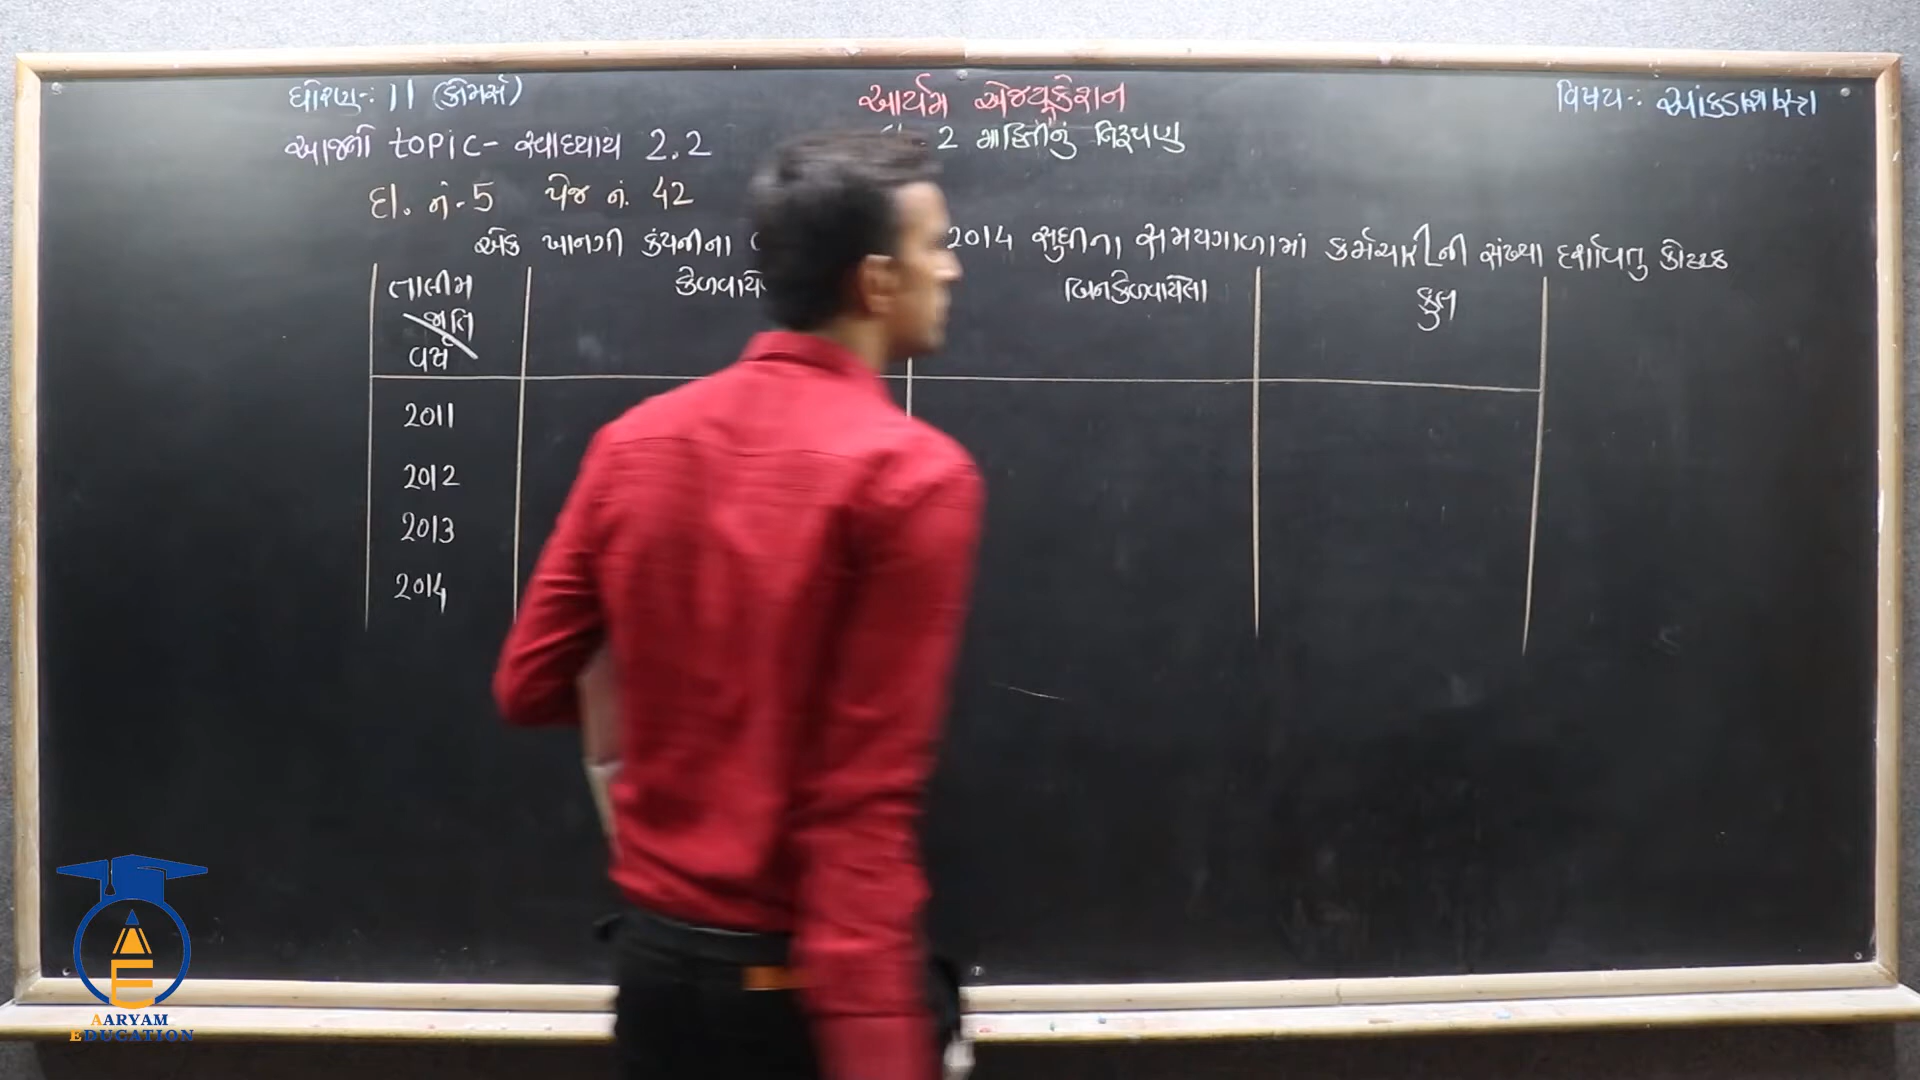 ધોરણ:- 11 (કોમર્સ)
આર્યમ એજ્યુકેશન
વિષય:- આંકડાશાસ્ત્ર
આજનો topic- સ્વાધ્યાય 2.2
2 માહિતીનું નિરૂપણ
દા. નં-5 પેજ નં. 42
એક ખાનગી કંપનીના 2014 સુધીના સમયગાળામાં કર્મચારીની સંખ્યા દર્શાવતુ કોષ્ટક
તાલીમ
જાતિ
વર્ષ
બિનકેળવાયેલા
કુલ
2011
2012
2013
2014
AARYAM
EDUCATION